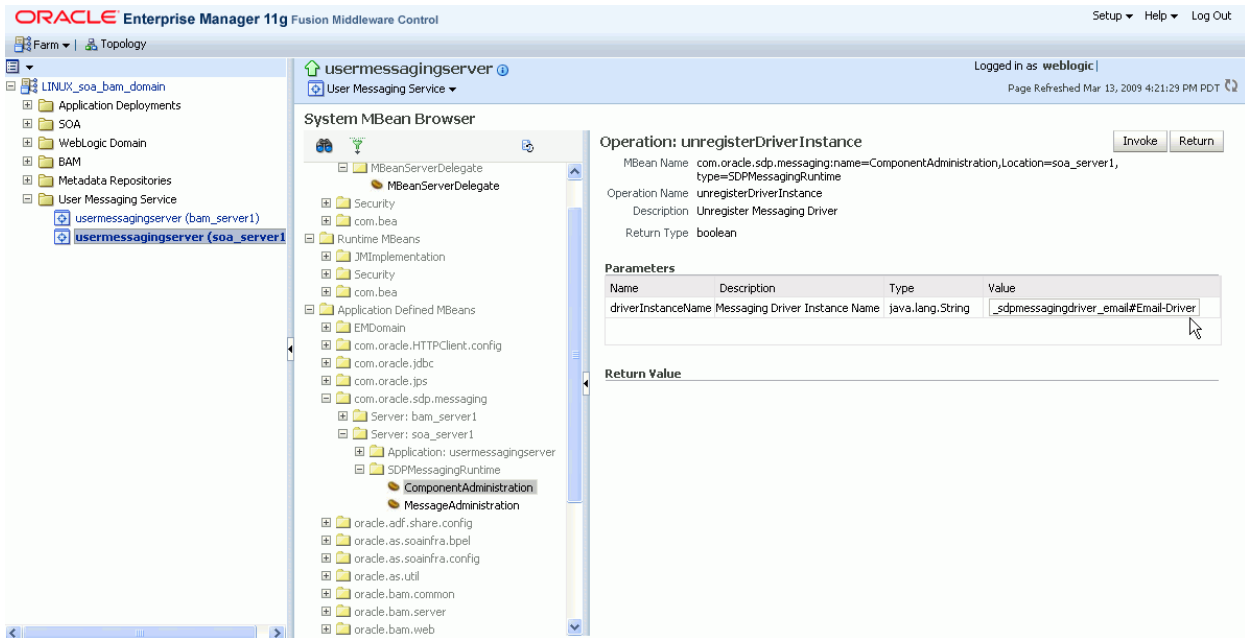 ORACLE Enterprise Manager 11g Fusion Middleware Control
Setup Help Log Out
Farm | Topology
LINUX_soa_bam_domain
Application Deployments
SOA
WebLogic Domain
BAM
Metadata Repositories
User Messaging Service
usermessagingserver (bam_server1)
usermessagingserver (soa_server1
usermessagingserver
User Messaging Service
Logged in as weblogic|
Page Refreshed Mar 13, 2009 4:21:29 PM PDT
System MBean Browser
MBeanServerDelegate
MBeanServerDelegate
Security
com.bea
Runtime MBeans
JMImplementation
Security
com.bea
Application Defined MBeans
EMDomain
com.oracle.HTTPClient.config
com.oracle.jdbc
com.oracle.jps
com.oracle.sdp.messaging
Server: bam_server1
Server: soa_server1
Application: usermessagingserver
SDPMessagingRuntime
ComponentAdministration
MessageAdministration
oracle.adf.share.config
oracle.as.soainfra.bpel
oracle.as.soainfra.config
oracle.as.util
oracle.bam.common
oracle.bam.server
oracle.bam.web
Operation: unregisterDriverInstance
Invoke Return
MBean Name com.oracle.sdp.messaging:name=ComponentAdministration,Location=soa_server1,
type=SDPMessagingRuntime
Operation Name unregisterDriverInstance
Description Unregister Messaging Driver
Return Type boolean
Parameters
Name Description Type Value
driverInstanceName Messaging Driver Instance Name java.lang.String _sdpmessagingdriver_email#Email-Driver
Return Value